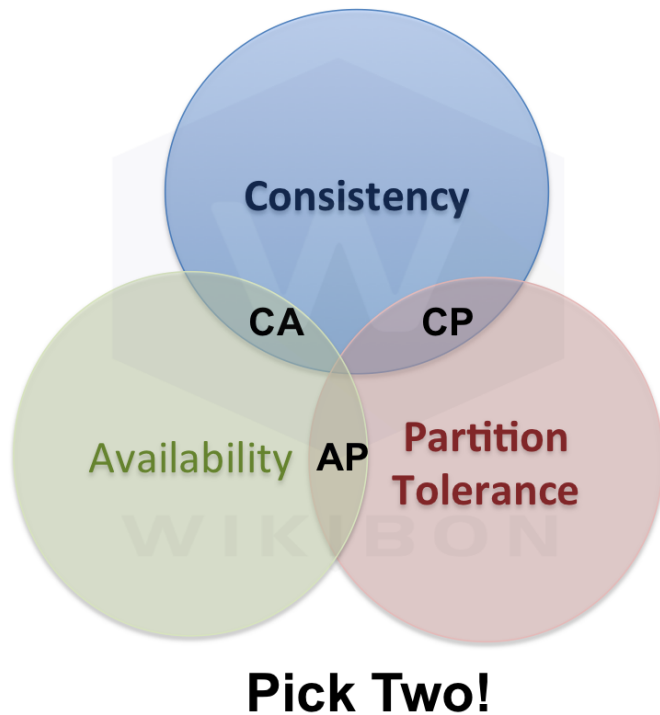 Consistency
CA
CP
Availability
AP
Partition
Tolerance
W
WIKIBON
Pick Two!